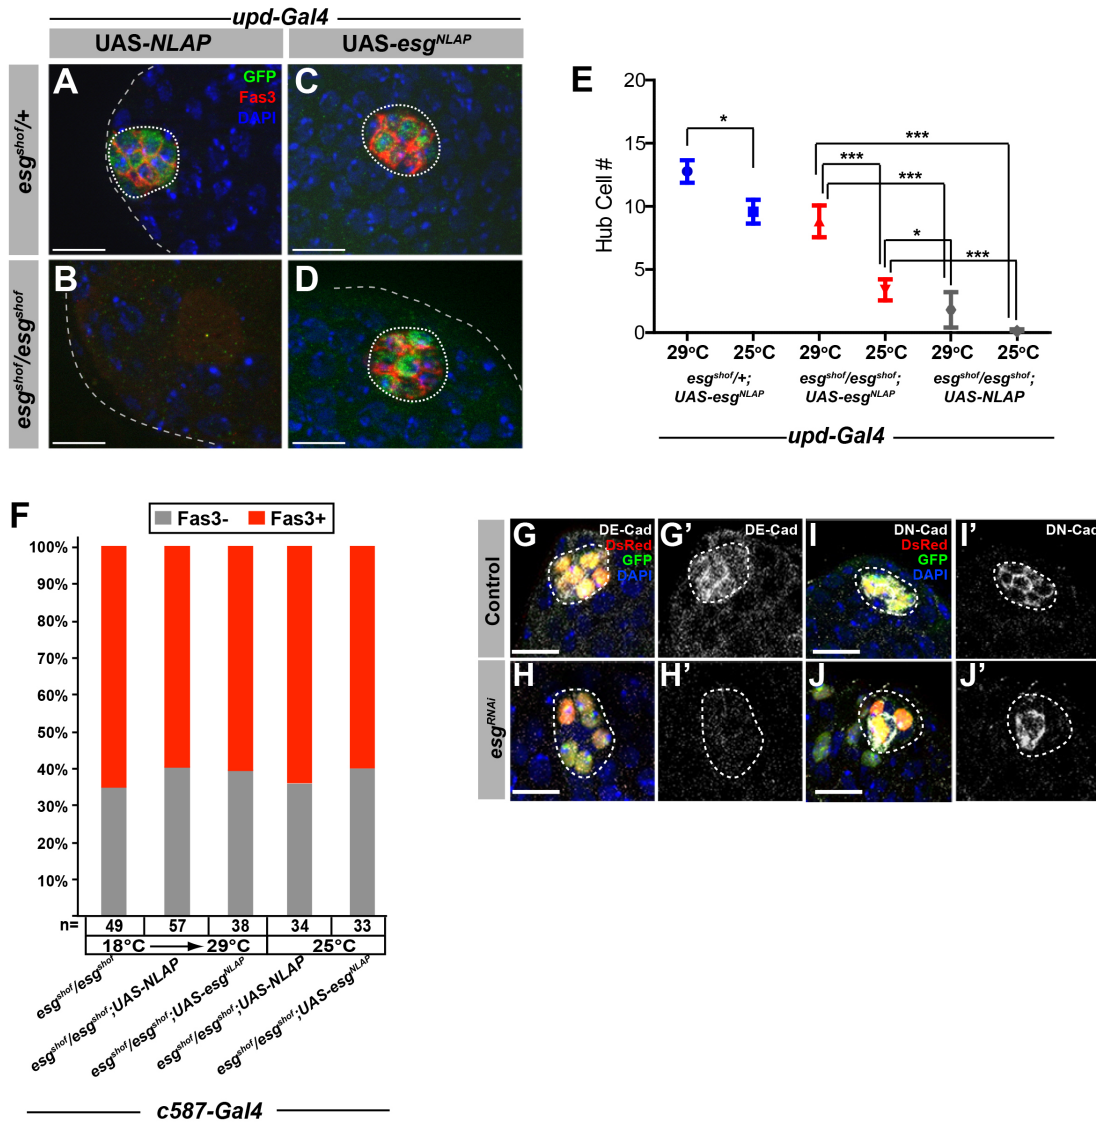 upd-Gal4
UAS-NLAP
UAS-esgNLAP
esgshof/+
esgshof/esgshof
A
GFP
Fas3
DAPI
C
B
D
E
Hub Cell #
20
15
10
5
0
*
***
***
***
*
***
29°C
25°C
29°C
25°C
29°C
25°C
esgshof/+;
UAS-esgNLAP
esgshof/esgshof;
UAS-esgNLAP
esgshof/esgshof;
UAS-NLAP
upd-Gal4
F
Fas3-
Fas3+
100%
90%
80%
70%
60%
50%
40%
30%
20%
10%
n=
49
57
38
34
33
18°C
29°C
25°C
esgshof/esgshof
esgshof/esgshof;UAS-NLAP
esgshof/esgshof;UAS-esgNLAP
esgshof/esgshof;UAS-NLAP
esgshof/esgshof;UAS-esgNLAP
c587-Gal4
Control
esgRNAi
G
DE-Cad
DsRed
GFP
DAPI
G’
DE-Cad
I
DN-Cad
DsRed
GFP
DAPI
I’
DN-Cad
H
H’
J
J’